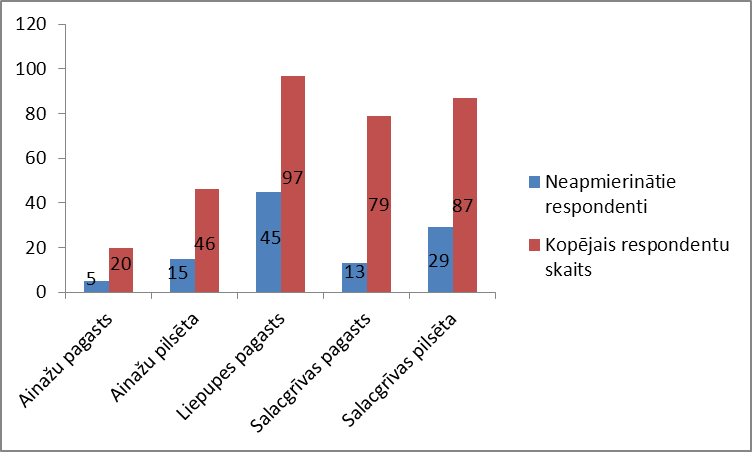 120
100
80
60
40
20
0
5
20
15
46
45
97
13
79
29
87
Ainažu pagasts
Ainažu pilsēta
Liepupes pagasts
Salacgrīvas pagasts
Salacgrīvas pilsēta
Neapmierinātie
respondenti
Kopējais respondentu
skaits